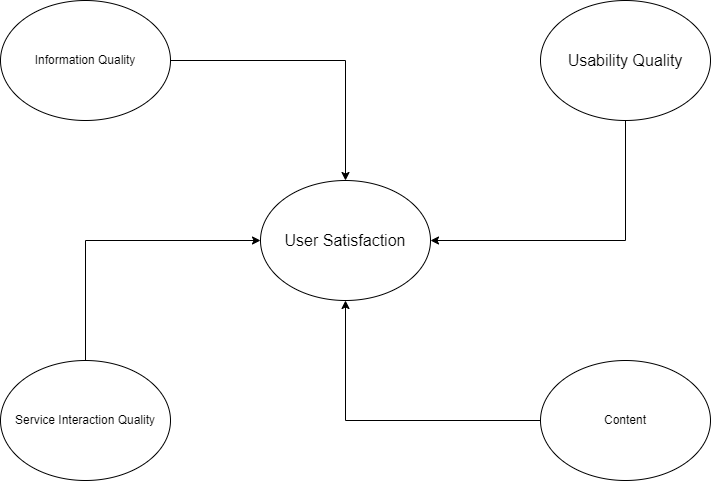 Information Quality
Usability Quality
User Satisfaction
Service Interaction Quality
Content